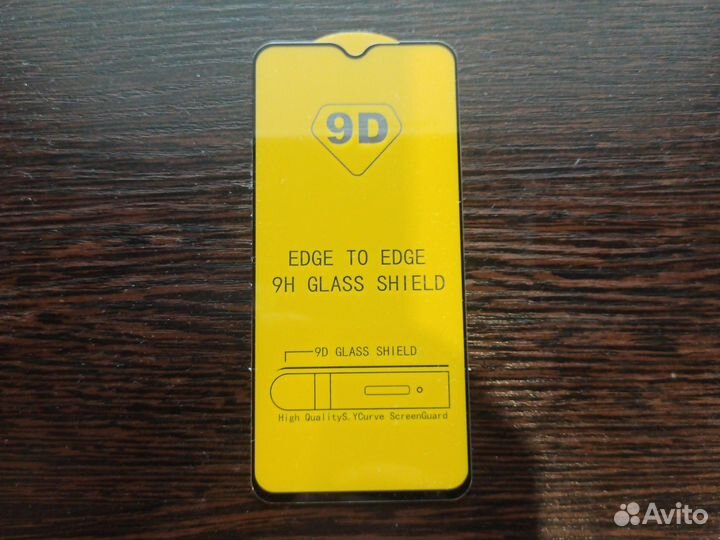 9D
EDGE TO EDGE
9H GLASS SHIELD
9D GLASS SHIELD
High QualityS.YCurve ScreenGuard
Avito